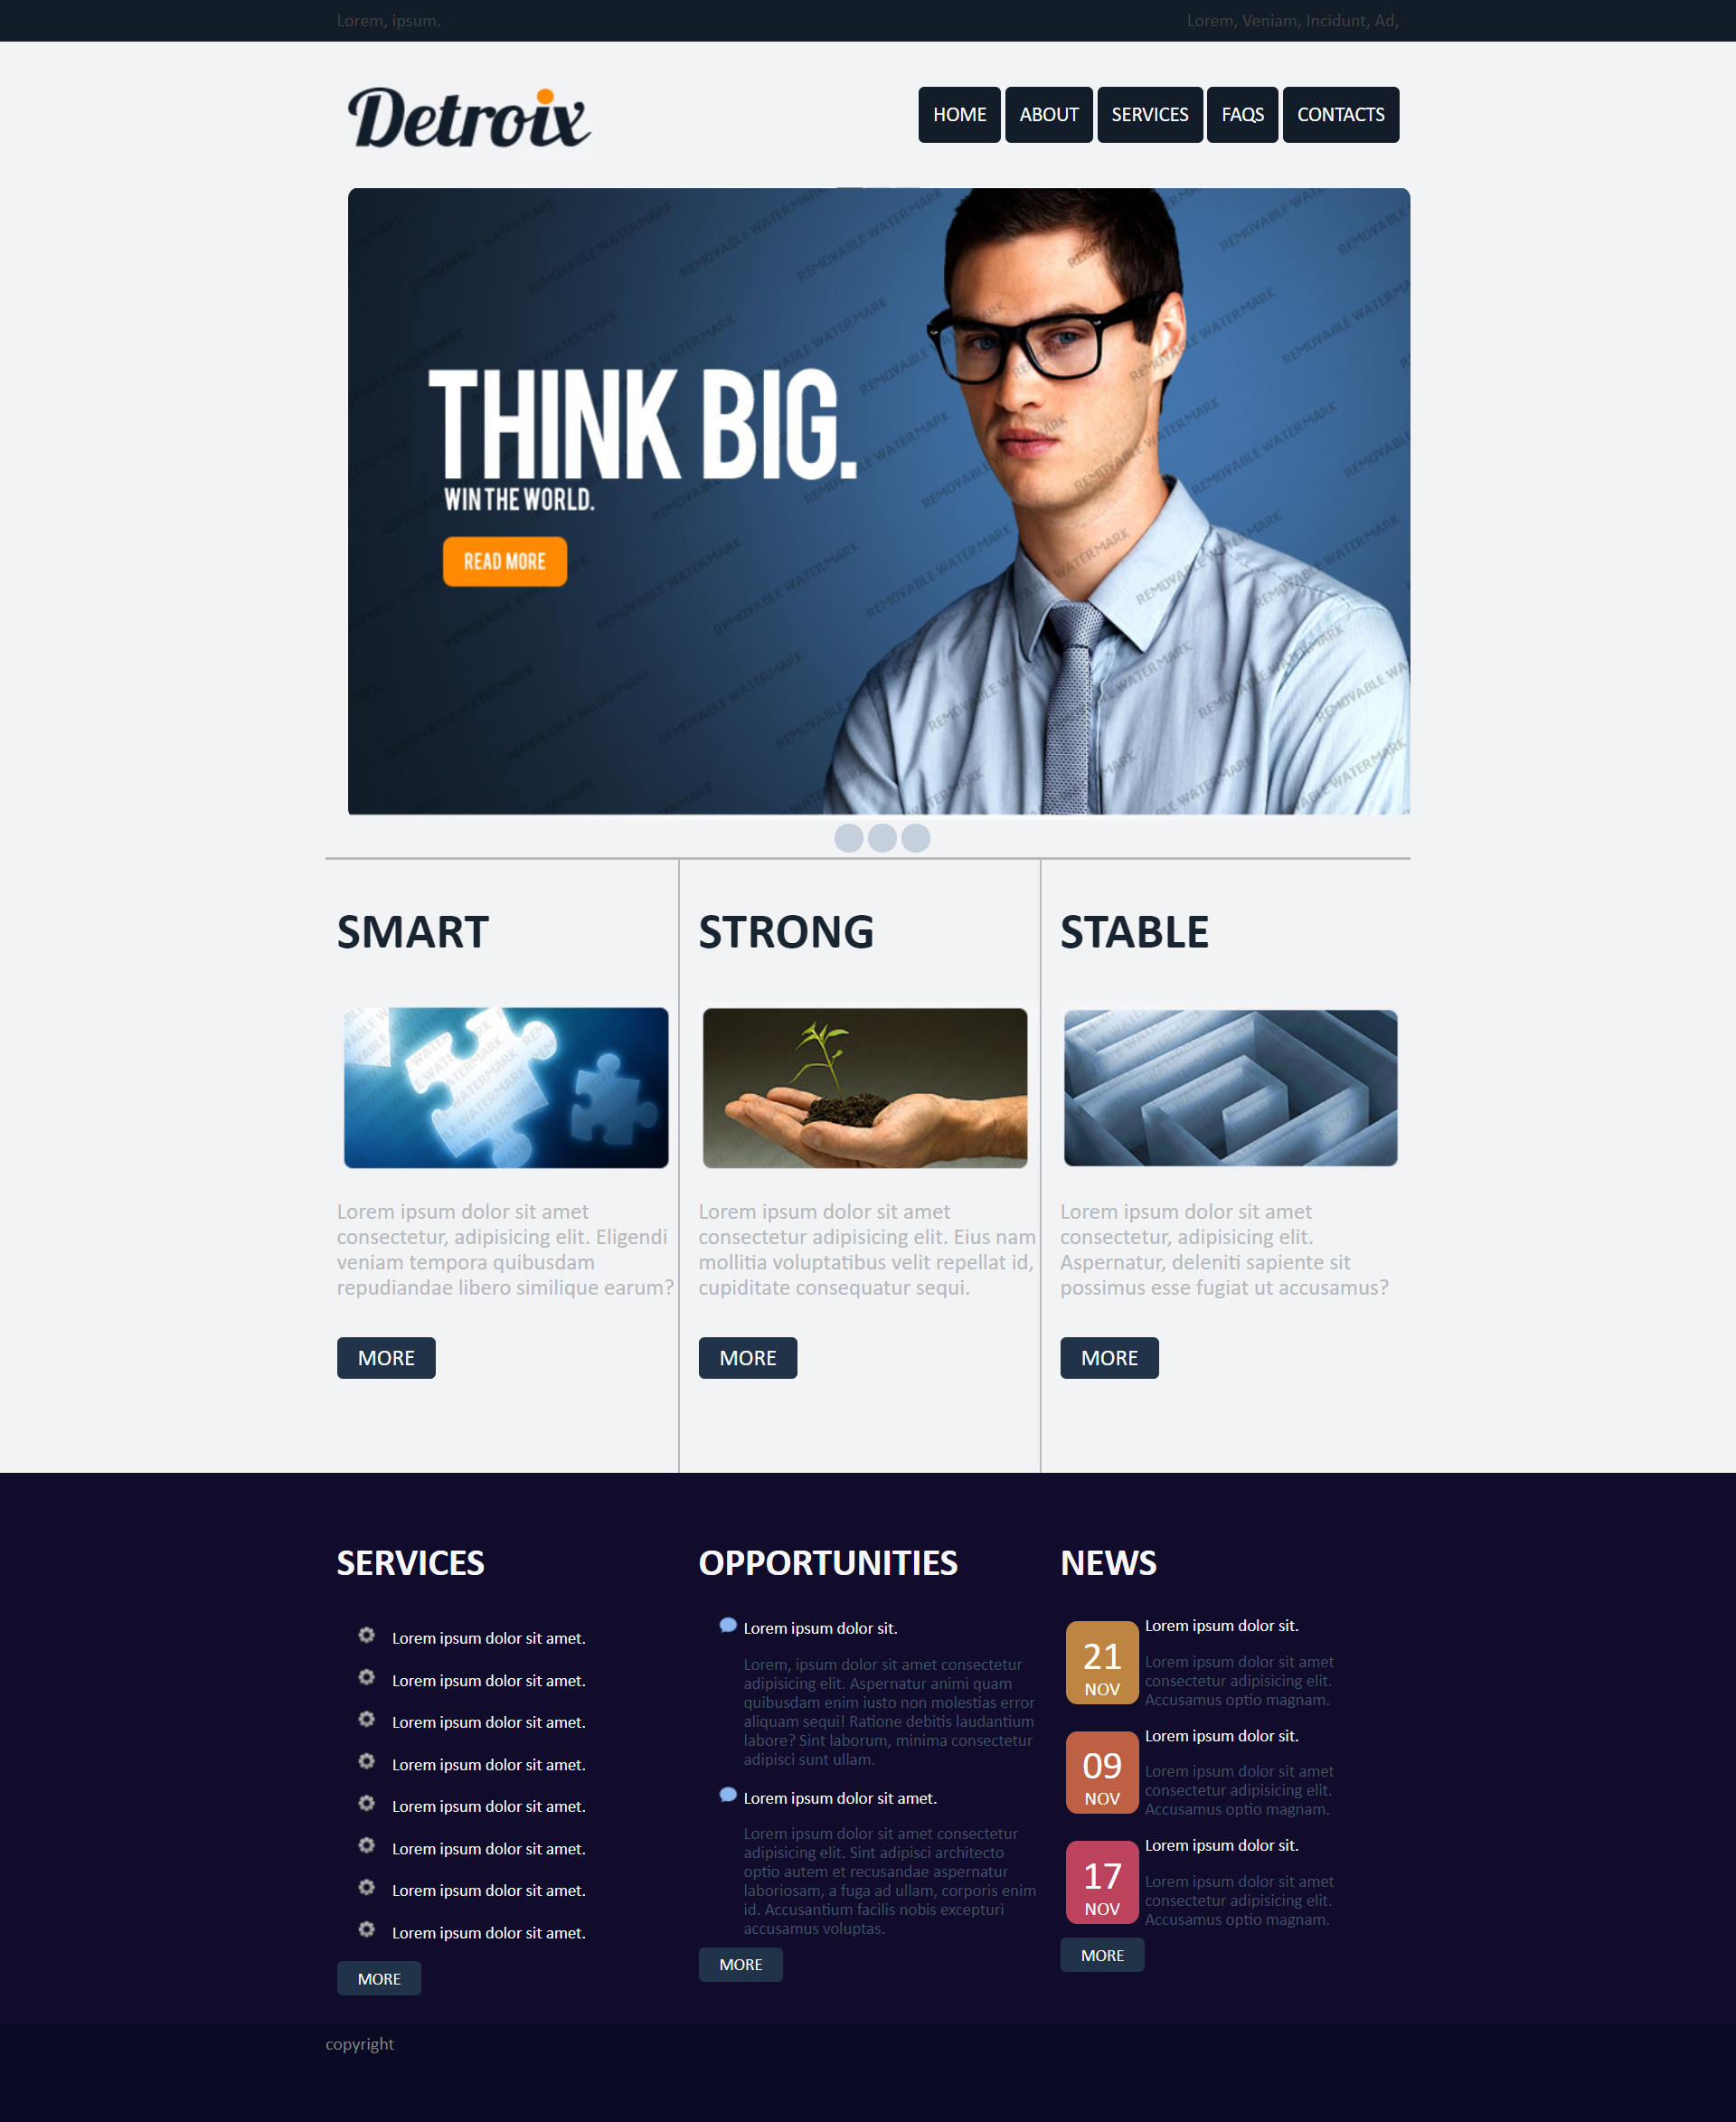 Lorem, ipsum.
Lorem, Veniam, Incidunt, Ad,
Detroix
HOME
ABOUT
SERVICES
FAQS
CONTACTS
THINK BIG.
WIN THE WORLD.
READ MORE
REMOVABLE WATERMARK
SMART
STRONG
STABLE
Lorem ipsum dolor sit amet
consectetur, adipisicing elit. Eligendi
veniam tempora quibusdam
repudiandae libero similique earum?
MORE
Lorem ipsum dolor sit amet
consectetur adipisicing elit. Eius nam
mollitia voluptatibus velit repellat id,
cupiditate consequatur sequi.
MORE
Lorem ipsum dolor sit amet
consectetur, adipisicing elit.
Aspernatur, deleniti sapiente sit
possimus esse fugiat ut accusamus?
MORE
SERVICES
Lorem ipsum dolor sit amet.
Lorem ipsum dolor sit amet.
Lorem ipsum dolor sit amet.
Lorem ipsum dolor sit amet.
Lorem ipsum dolor sit amet.
Lorem ipsum dolor sit amet.
Lorem ipsum dolor sit amet.
Lorem ipsum dolor sit amet.
MORE
OPPORTUNITIES
Lorem ipsum dolor sit.
Lorem, ipsum dolor sit amet consectetur
adipisicing elit. Aspernatur animi quam
quibusdam enim iusto non molestias error
aliquam sequi! Ratione debitis laudantium
labore? Sint laborum, minima consectetur
adipisci sunt ullam.
Lorem ipsum dolor sit amet.
Lorem ipsum dolor sit amet consectetur
adipisicing elit. Sint adipisci architecto
optio autem et recusandae aspernatur
laboriosam, a fuga ad ullam, corporis enim
id. Accusantium facilis nobis excepturi
accusamus voluptas.
MORE
NEWS
21
NOV
Lorem ipsum dolor sit.
Lorem ipsum dolor sit amet
consectetur adipisicing elit.
Accusamus optio magnam.
09
NOV
Lorem ipsum dolor sit.
Lorem ipsum dolor sit amet
consectetur adipisicing elit.
Accusamus optio magnam.
17
NOV
Lorem ipsum dolor sit.
Lorem ipsum dolor sit amet
consectetur adipisicing elit.
Accusamus optio magnam.
MORE
copyright